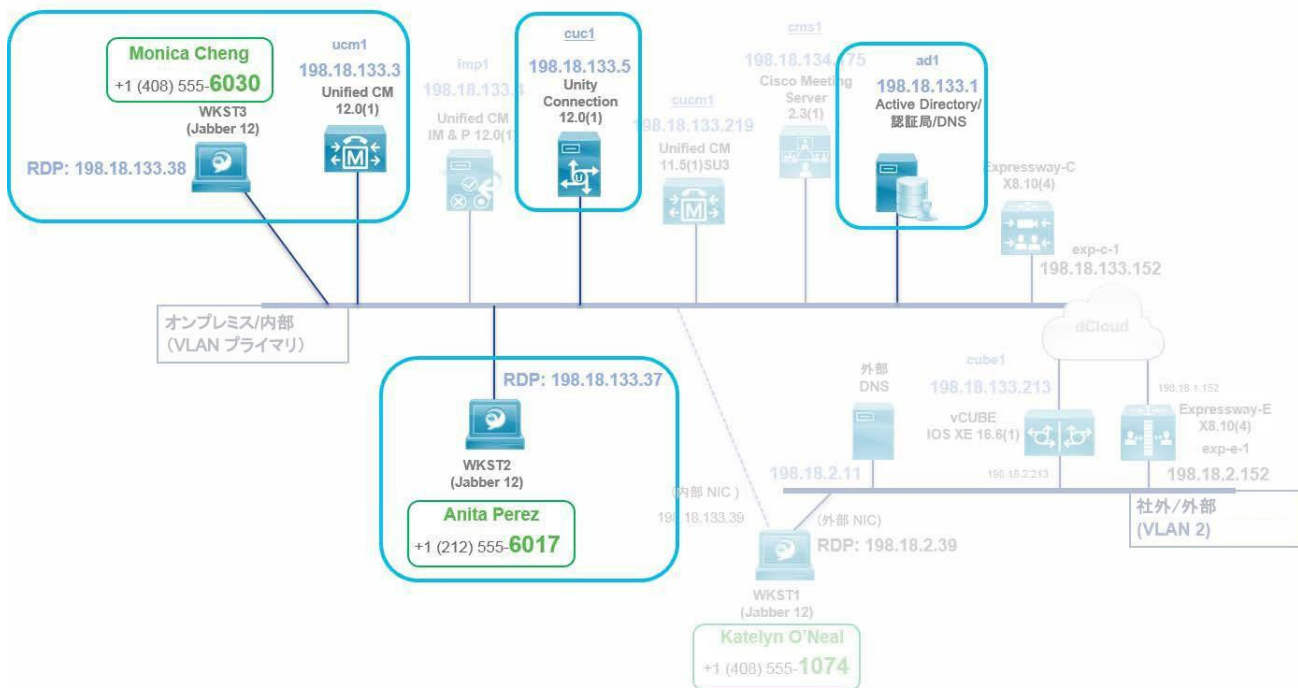 Monica Cheng
+1 (408) 555-6030
WKST3
(Jabber 12)
RDP: 198.18.133.38
ucm1
198.18.133.3
Unified CM
12.0(1)
imp1
198.18.133.4
Unified CM
IM & P 12.0(1)
cuc1
198.18.133.5
Unity
Connection
12.0(1)
cucm1
198.18.133.219
Unified CM
11.5(1)SU3
cms1
198.18.134.175
Cisco Meeting
Server
2.3(1)
ad1
198.18.133.1
Active Directory/
認証局/DNS
Expressway-C
X8.10(4)
exp-c-1
198.18.133.152
オンプレミス/内部
(VLAN プライマリ)
dCloud
RDP: 198.18.133.37
WKST2
(Jabber 12)
Anita Perez
+1 (212) 555-6017
外部
DNS
198.18.2.11
cube1
198.18.133.213
vCUBE
IOS XE 16.6(1)
198.18.2.213
198.18.1.152
Expressway-E
X8.10(4)
exp-e-1
198.18.2.152
(内部 NIC )
198.18.133.39
(外部 NIC)
RDP: 198.18.2.39
社外/外部
(VLAN 2)
WKST1
(Jabber 12)
Katelyn O'Neal
+1 (408) 555-1074